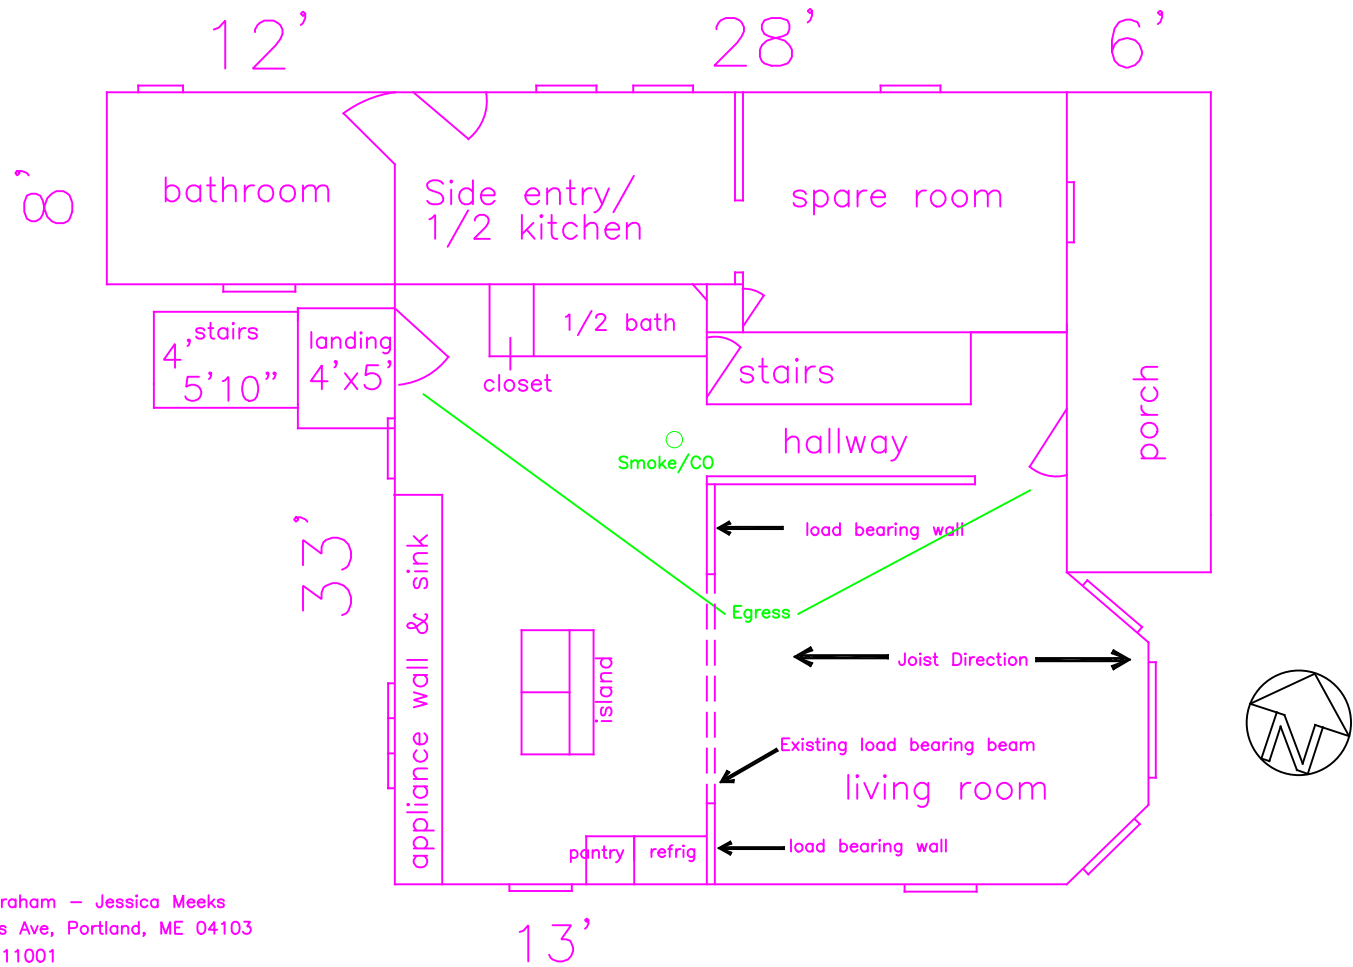 12'
28'
6'
8'
bathroom
Side entry/
1/2 kitchen
spare room
stairs
4'
5'10"
landing
4'x5'
1/2 bath
closet
stairs
porch
hallway
Smoke/CO
load bearing wall
33'
appliance wall & sink
Egress
Joist Direction
island
Existing load bearing beam
living room
N
pantry
refrig
load bearing wall
raham - Jessica Meeks
s Ave, Portland, ME 04103
11001
13'